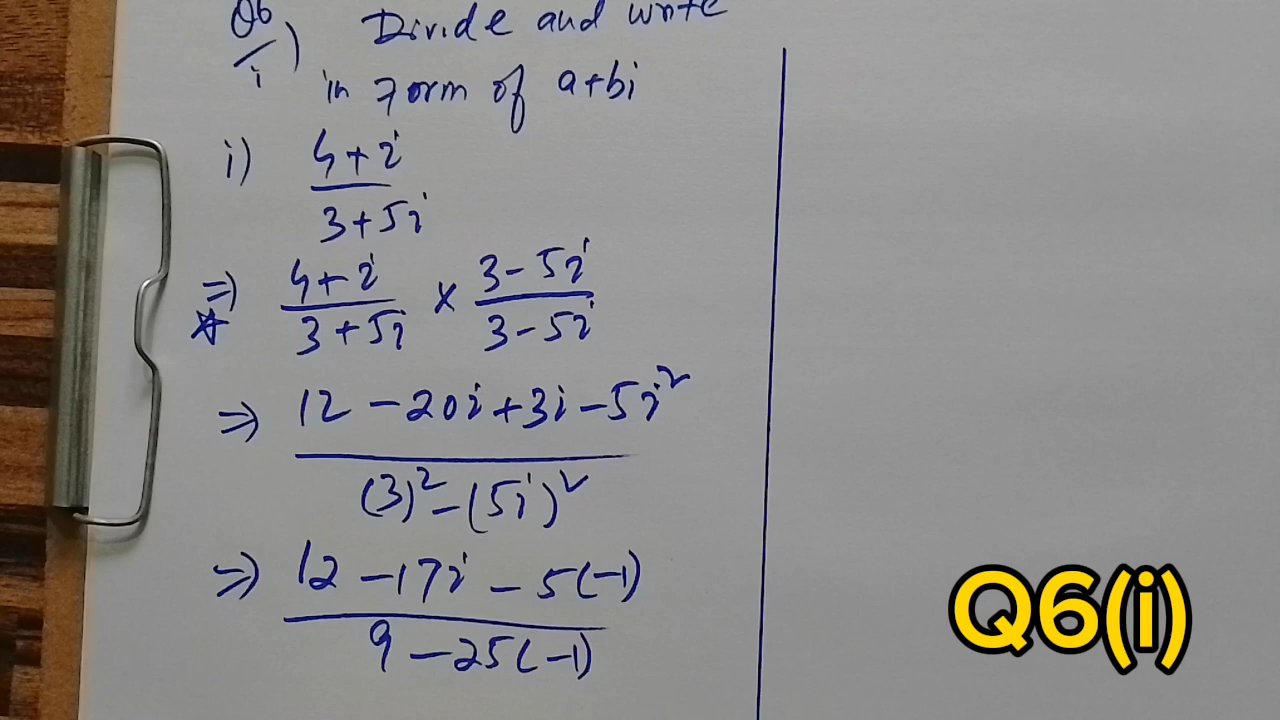 Q6/i) Divide and write
in form of a+bi
i) 4+i / 3+5i
⇒ 4+i / 3+5i × 3-5i / 3-5i
⇒ 12 - 20i + 3i - 5i² / (3)² - (5i)²
⇒ 12 - 17i - 5(-1) / 9 - 25(-1)
Q6(i)